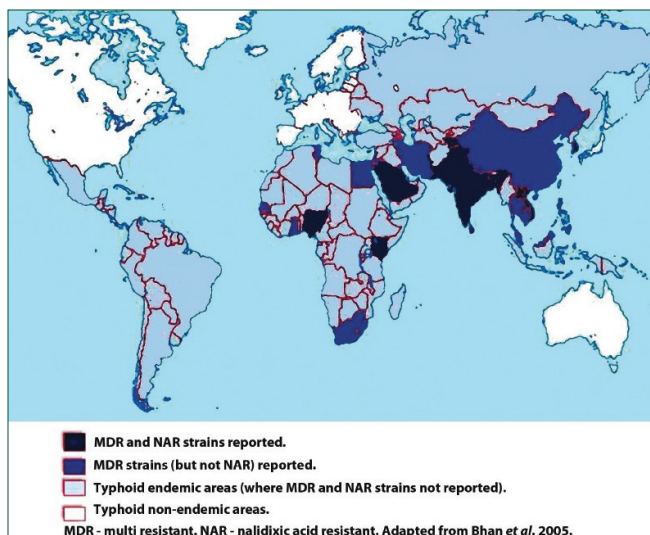 MDR and NAR strains reported.
MDR strains (but not NAR) reported.
Typhoid endemic areas (where MDR and NAR strains not reported).
Typhoid non-endemic areas.
MDR - multi resistant. NAR - nalidixic acid resistant. Adapted from Bhan et al. 2005.